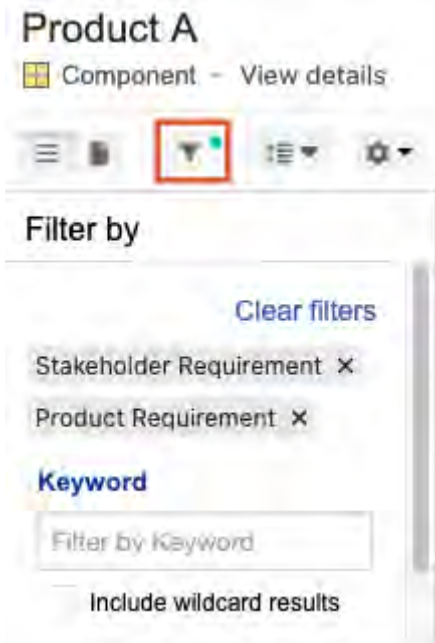 Product A
Component - View details
Filter by
Clear filters
Stakeholder Requirement ×
Product Requirement ×
Keyword
Filter by Keyword
Include wildcard results